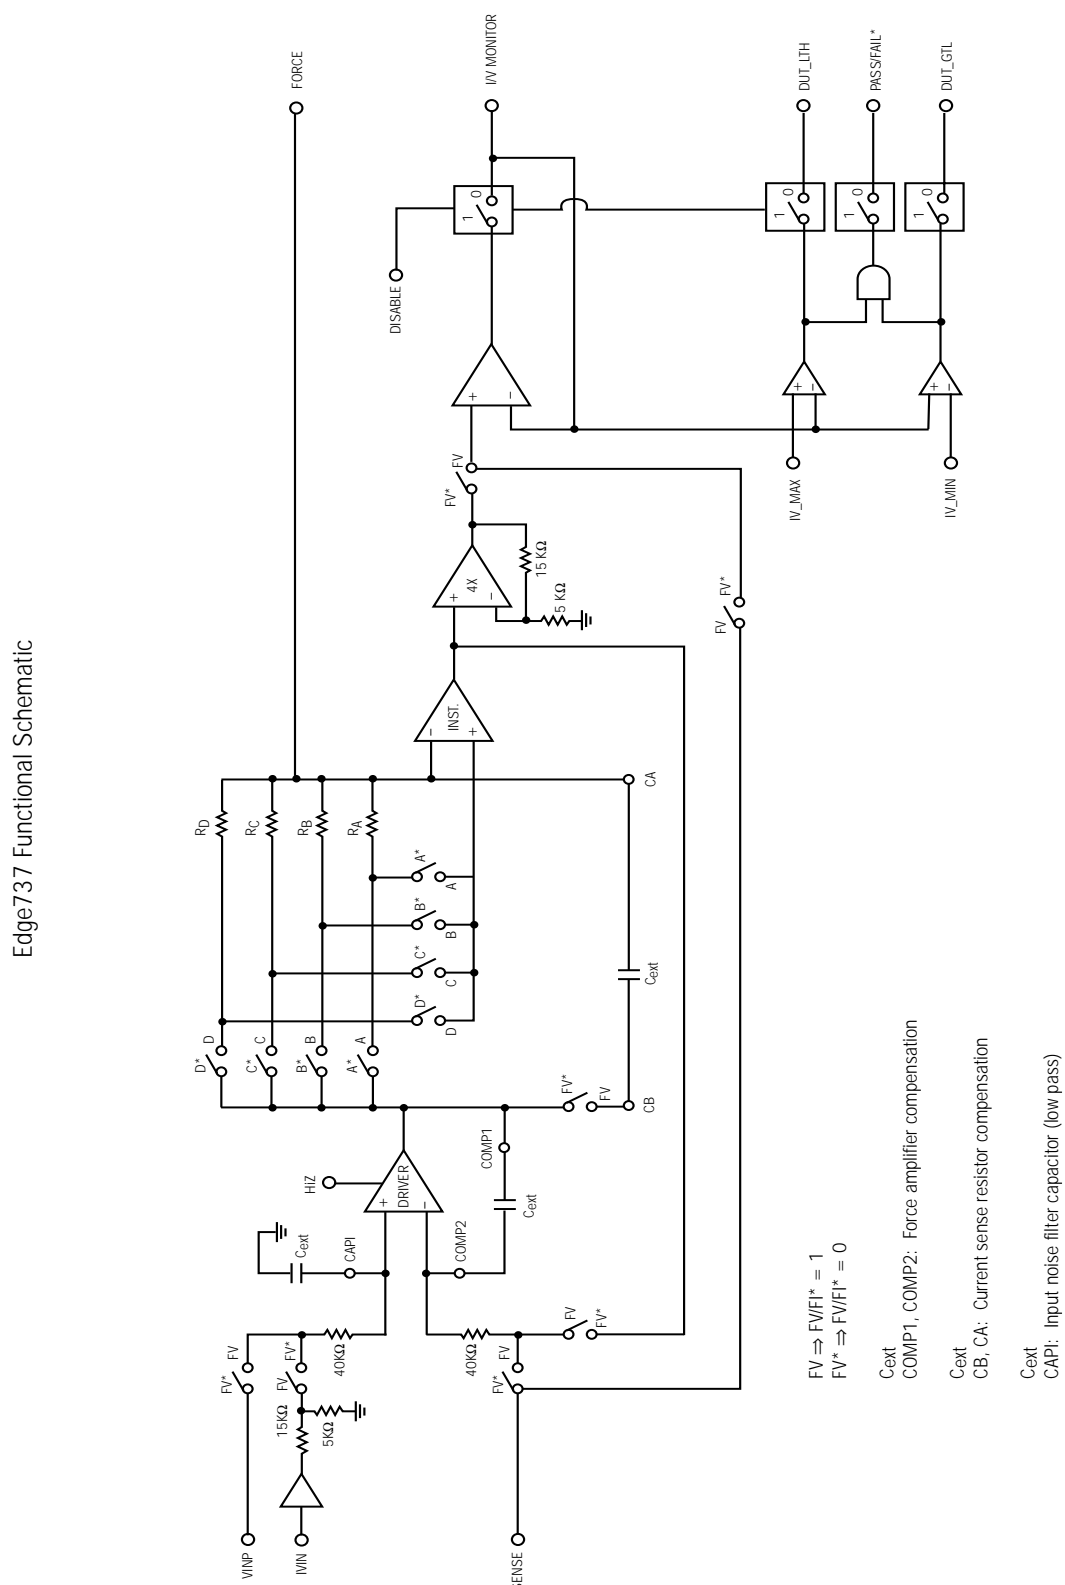 Edge737 Functional Schematic
FORCE
I/V MONITOR
DUT_LTH
PASS/FAIL*
DUT_GTL
1 0
1 0
1 0
1 0
DISABLE
+ −
+ −
+ −
IV_MAX
IV_MIN
FV* FV
4X
+ −
15 KΩ
5 KΩ
FV FV*
INST.
− +
RD
RC
RB
RA
CA
A* A
B* B
C* C
D* D
Cext
D* D
C* C
B* B
A* A
FV* FV
CB
HiZ
DRIVER
+ −
COMP1
Cext
COMP2
Cext
CAPI
40KΩ
40KΩ
FV FV*
FV* FV
FV FV*
FV* FV
15KΩ
5KΩ
VINP
IVIN
SENSE
FV ⇒ FV/FI* = 1
FV* ⇒ FV/FI* = 0
Cext
COMP1, COMP2: Force amplifier compensation
Cext
CB, CA: Current sense resistor compensation
Cext
CAPI: Input noise filter capacitor (low pass)